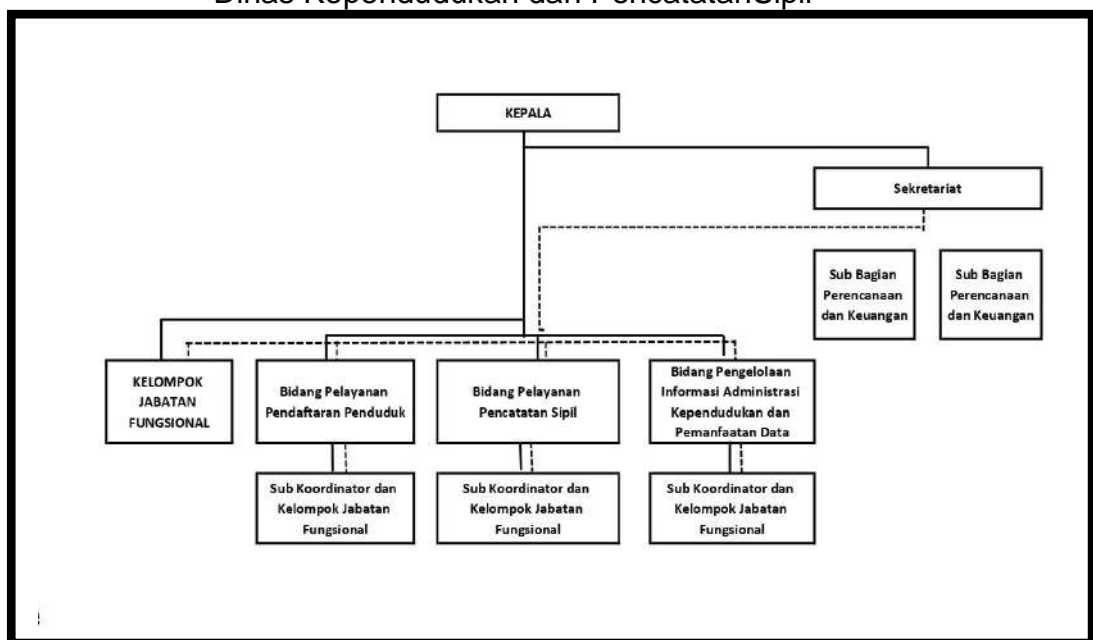 Dinas Kependudukan dan PencatatanSipil
KEPALA
Sekretariat
Sub Bagian
Perencanaan
dan Keuangan
Sub Bagian
Perencanaan
dan Keuangan
KELOMPOK
JABATAN
FUNGSIONAL
Bidang Pelayanan
Pendaftaran Penduduk
Bidang Pelayanan
Pencatatan Sipil
Bidang Pengelolaan
Informasi Administrasi
Kependudukan dan
Pemanfaatan Data
Sub Koordinator dan
Kelompok Jabatan
Fungsional
Sub Koordinator dan
Kelompok Jabatan
Fungsional
Sub Koordinator dan
Kelompok Jabatan
Fungsional